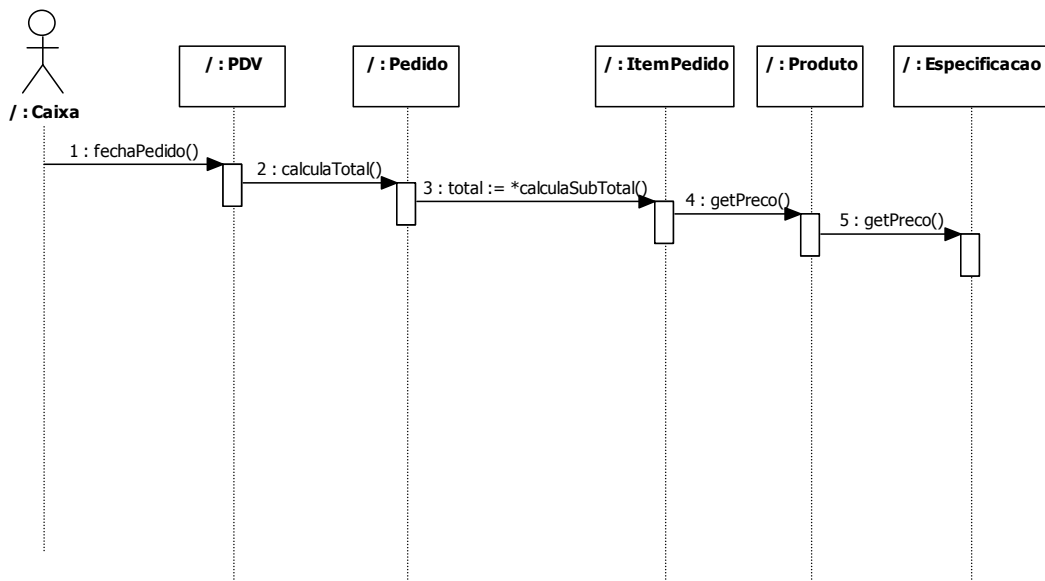 / : Caixa
/ : PDV
/ : Pedido
/ : ItemPedido
/ : Produto
/ : Especificacao
1 : fechaPedido()
2 : calculaTotal()
3 : total := *calculaSubTotal()
4 : getPreco()
5 : getPreco()